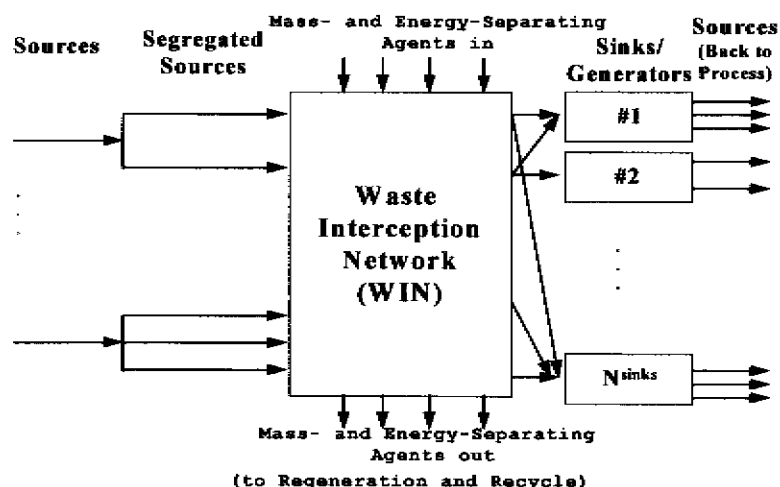 Mass- and Energy-Separating
Agents in
Sources
Segregated
Sources
Sinks/
Generators
Sources
(Back to
Process)
#1
#2
Waste
Interception
Network
(WIN)
Nsinks
Mass- and Energy-Separating
Agents out
(to Regeneration and Recycle)